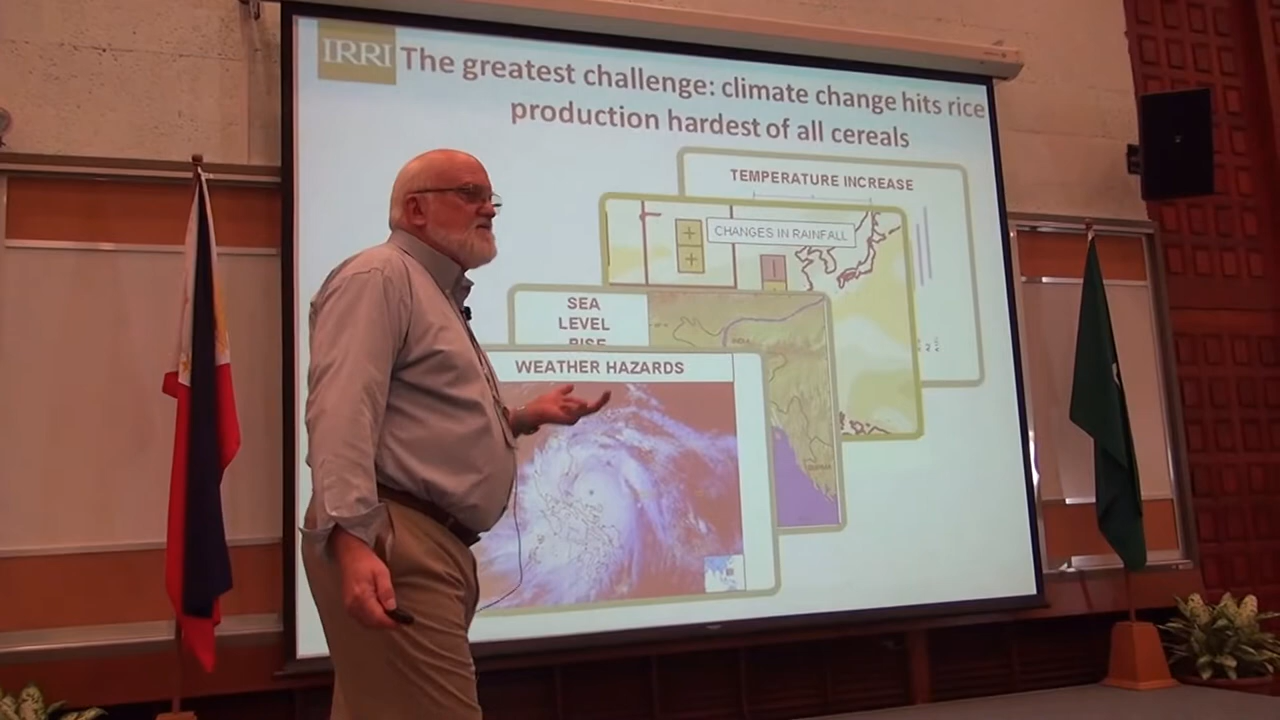 IRRI
The greatest challenge: climate change hits rice
production hardest of all cereals
TEMPERATURE INCREASE
CHANGES IN RAINFALL
SEA
LEVEL
RISE
WEATHER HAZARDS